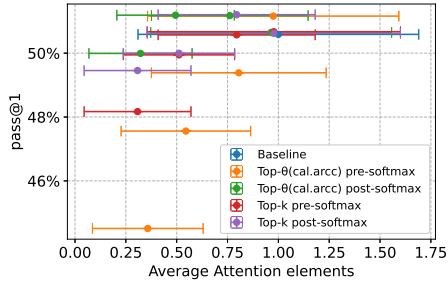 pass@1
50%
48%
46%
Baseline
Top-θ(cal.arcc) pre-softmax
Top-θ(cal.arcc) post-softmax
Top-k pre-softmax
Top-k post-softmax
0.00 0.25 0.50 0.75 1.00 1.25 1.50 1.75
Average Attention elements